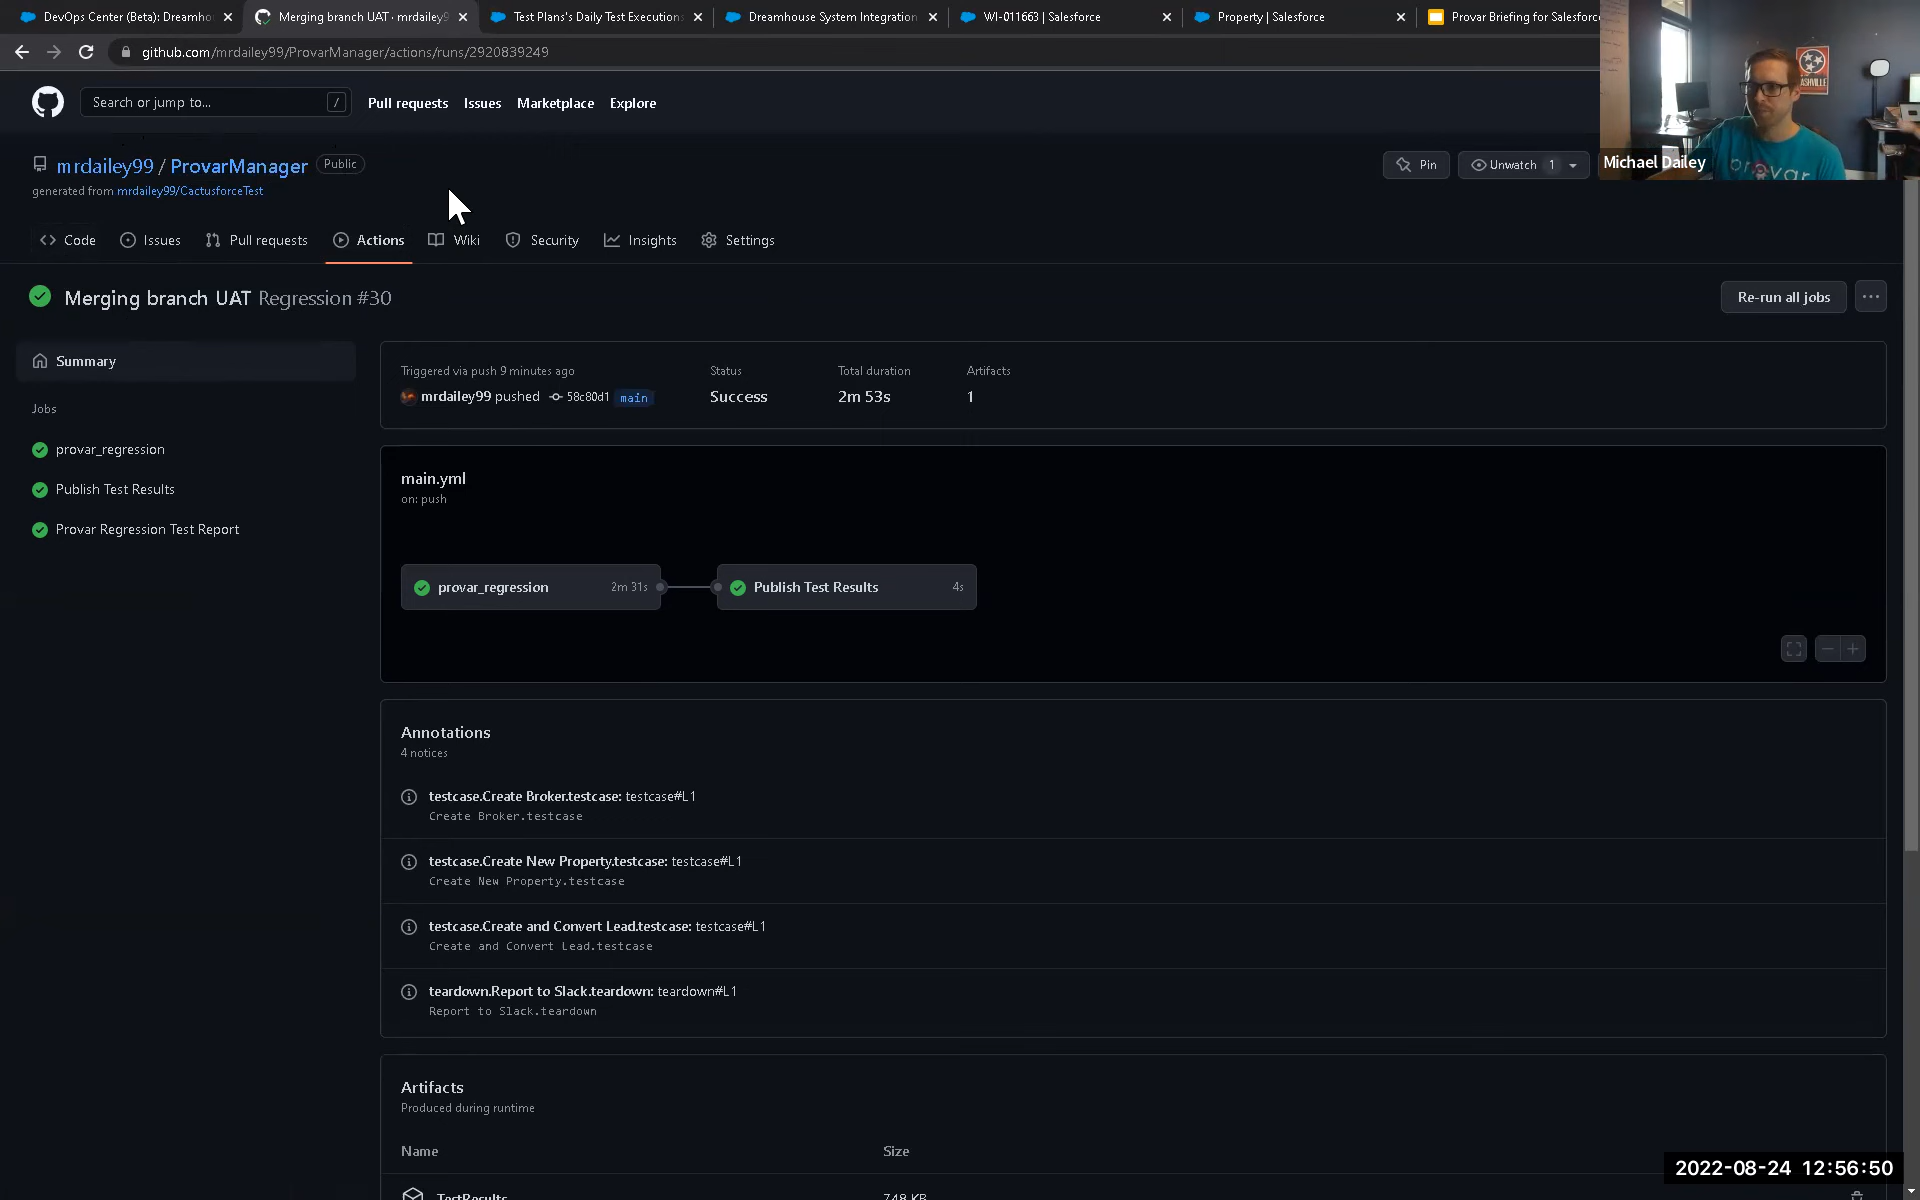 DevOps Center (Beta): Dreamho
Merging branch UAT · mrdailey9
Test Plans's Daily Test Executions
Dreamhouse System Integration
WI-011663 | Salesforce
Property | Salesforce
Provar Briefing for Salesforce
github.com/mrdailey99/ProvarManager/actions/runs/2920839249
Search or jump to...
/
Pull requests
Issues
Marketplace
Explore
NASHVILLE
provar
Michael Dailey
mrdailey99 / ProvarManager
Public
generated from mrdailey99/CactusforceTest
Pin
Unwatch 1
Code
Issues
Pull requests
Actions
Wiki
Security
Insights
Settings
Merging branch UAT Regression #30
Re-run all jobs
Summary
Jobs
provar_regression
Publish Test Results
Provar Regression Test Report
Triggered via push 9 minutes ago
mrdailey99 pushed 58c80d1 main
Status
Success
Total duration
2m 53s
Artifacts
1
main.yml
on: push
provar_regression 2m 31s
Publish Test Results 4s
Annotations
4 notices
testcase.Create Broker.testcase: testcase#L1
Create Broker.testcase
testcase.Create New Property.testcase: testcase#L1
Create New Property.testcase
testcase.Create and Convert Lead.testcase: testcase#L1
Create and Convert Lead.testcase
teardown.Report to Slack.teardown: teardown#L1
Report to Slack.teardown
Artifacts
Produced during runtime
Name Size
TestResults 748 KB
2022-08-24 12:56:50